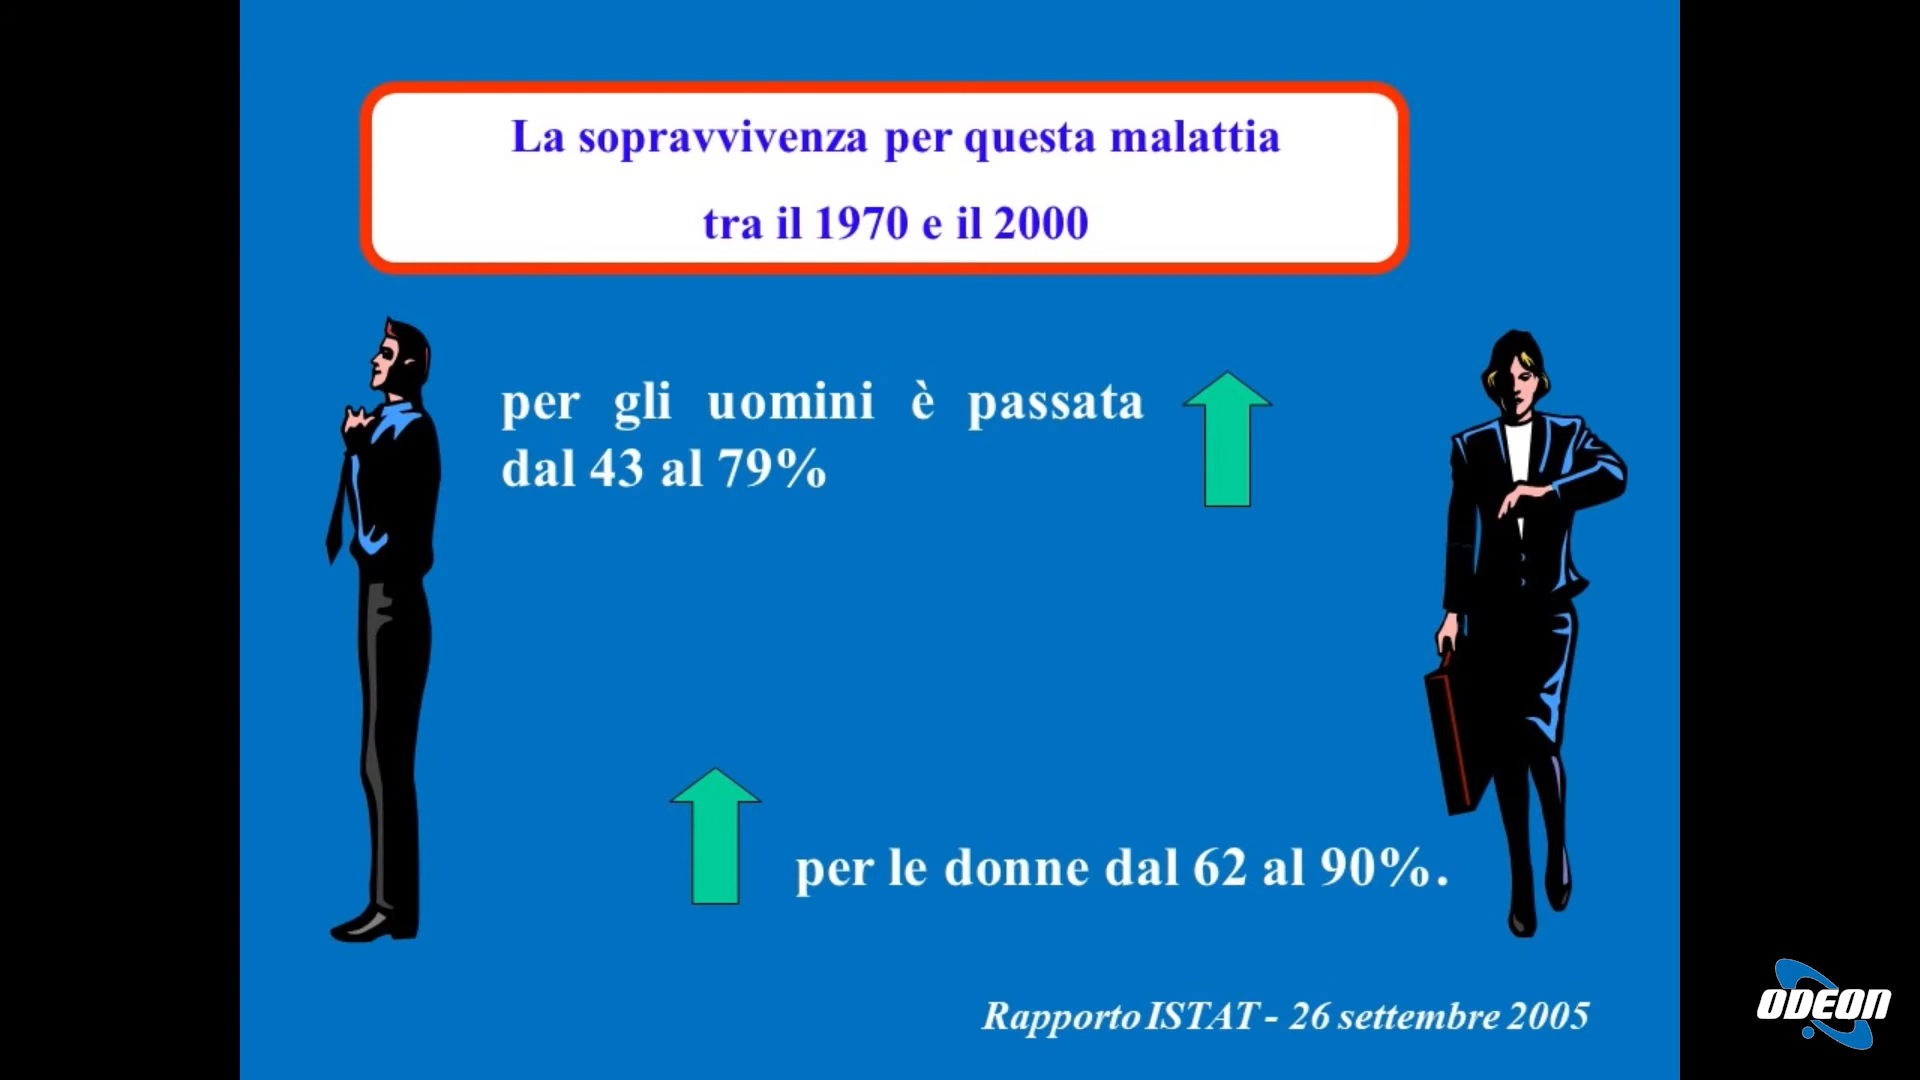 La sopravvivenza per questa malattia
tra il 1970 e il 2000
per gli uomini è passata
dal 43 al 79%
per le donne dal 62 al 90%.
Rapporto ISTAT - 26 settembre 2005
ODEON